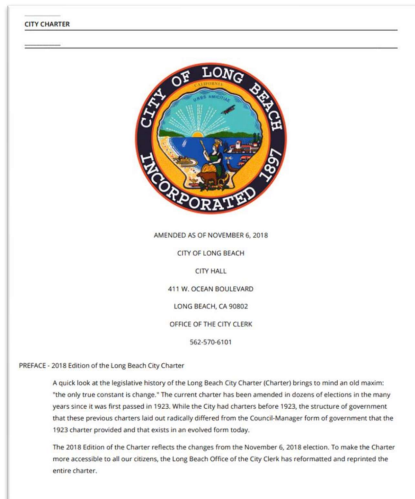 CITY CHARTER
CITY OF LONG BEACH
INCORPORATED 1897
AMENDED AS OF NOVEMBER 6, 2018
CITY OF LONG BEACH
CITY HALL
411 W. OCEAN BOULEVARD
LONG BEACH, CA 90802
OFFICE OF THE CITY CLERK
562-570-6101
PREFACE - 2018 Edition of the Long Beach City Charter
A quick look at the legislative history of the Long Beach City Charter (Charter) brings to mind an old maxim:
"the only true constant is change." The current charter has been amended in dozens of elections in the many
years since it was first passed in 1923. While the City had charters before 1923, the structure of government
that these previous charters laid out radically differed from the Council-Manager form of government that the
1923 charter provided and that exists in an evolved form today.
The 2018 Edition of the Charter reflects the changes from the November 6, 2018 election. To make the Charter
more accessible to all our citizens, the Long Beach Office of the City Clerk has reformatted and reprinted the
entire charter.